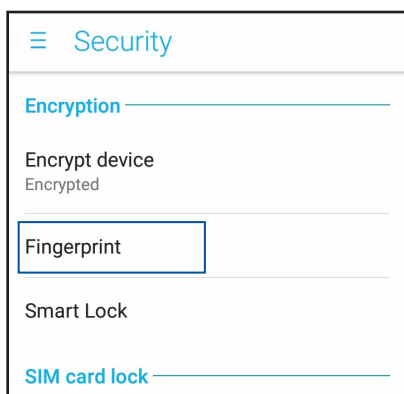 Security
Encryption
Encrypt device
Encrypted
Fingerprint
Smart Lock
SIM card lock